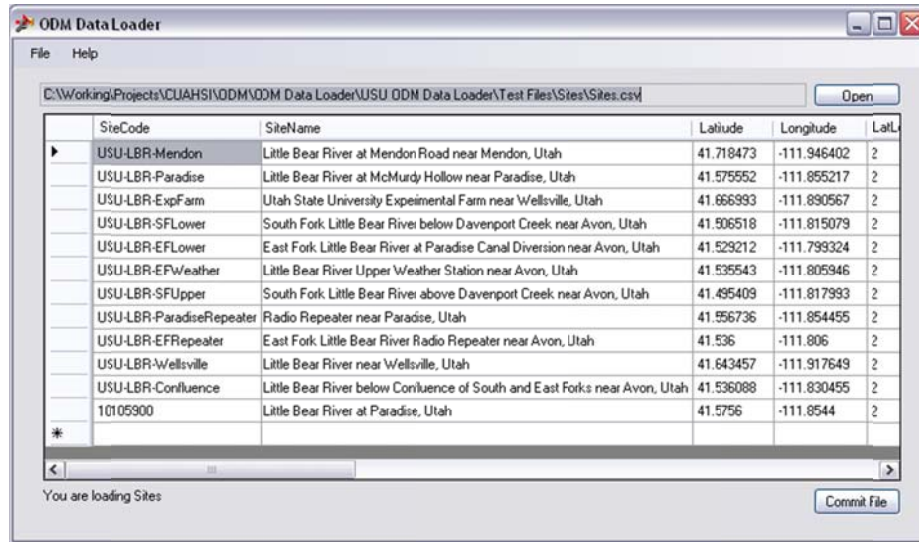 ODM Data Loader
File Help
C:\Working\Projects\CUAHSI\ODM\ODM Data Loader\USU ODM Data Loader\Test Files\Sites\Sites.csv Open
SiteCode SiteName Latitude Longitude LatLo
USU-LBR-Mendon Little Bear River at Mendon Road near Mendon, Utah 41.718473 -111.946402 2
USU-LBR-Paradise Little Bear River at McMurdy Hollow near Paradise, Utah 41.575552 -111.855217 2
USU-LBR-ExpFarm Utah State University Experimental Farm near Wellsville, Utah 41.666993 -111.890567 2
USU-LBR-SFLower South Fork Little Bear River below Davenport Creek near Avon, Utah 41.506518 -111.815079 2
USU-LBR-EFLower East Fork Little Bear River at Paradise Canal Diversion near Avon, Utah 41.529212 -111.799324 2
USU-LBR-EFWeather Little Bear River Upper Weather Station near Avon, Utah 41.535543 -111.805946 2
USU-LBR-SFUpper South Fork Little Bear River above Davenport Creek near Avon, Utah 41.495409 -111.817993 2
USU-LBR-ParadiseRepeater Radio Repeater near Paradise, Utah 41.556736 -111.854455 2
USU-LBR-EFRepeater East Fork Little Bear River Radio Repeater near Avon, Utah 41.536 -111.806 2
USU-LBR-Wellsville Little Bear River near Wellsville, Utah 41.643457 -111.917649 2
USU-LBR-Confluence Little Bear River below Confluence of South and East Forks near Avon, Utah 41.536088 -111.830455 2
10105900 Little Bear River at Paradise, Utah 41.5756 -111.8544 2
You are loading Sites Commit File